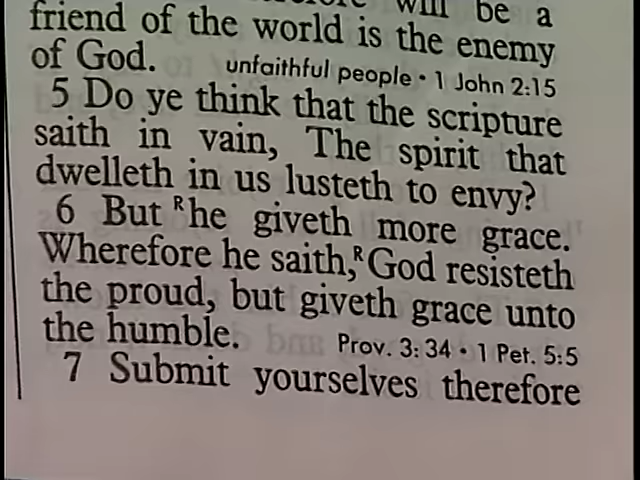 will be a
friend of the world is the enemy
of God. unfaithful people • 1 John 2:15
5 Do ye think that the scripture
saith in vain, The spirit that
dwelleth in us lusteth to envy?
6 But ᴿhe giveth more grace.
Wherefore he saith,ᴿGod resisteth
the proud, but giveth grace unto
the humble. Prov. 3:34 • 1 Pet. 5:5
7 Submit yourselves therefore